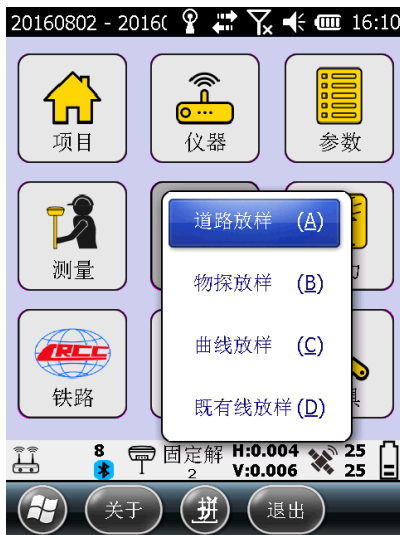 20160802 - 2016( 16:10
项目 仪器 参数
测量
道路放样 (A)
物探放样 (B)
曲线放样 (C)
既有线放样(D)
CRCC
铁路
8 固定解 2 H:0.004 V:0.006 25 25
关于 拼 退出